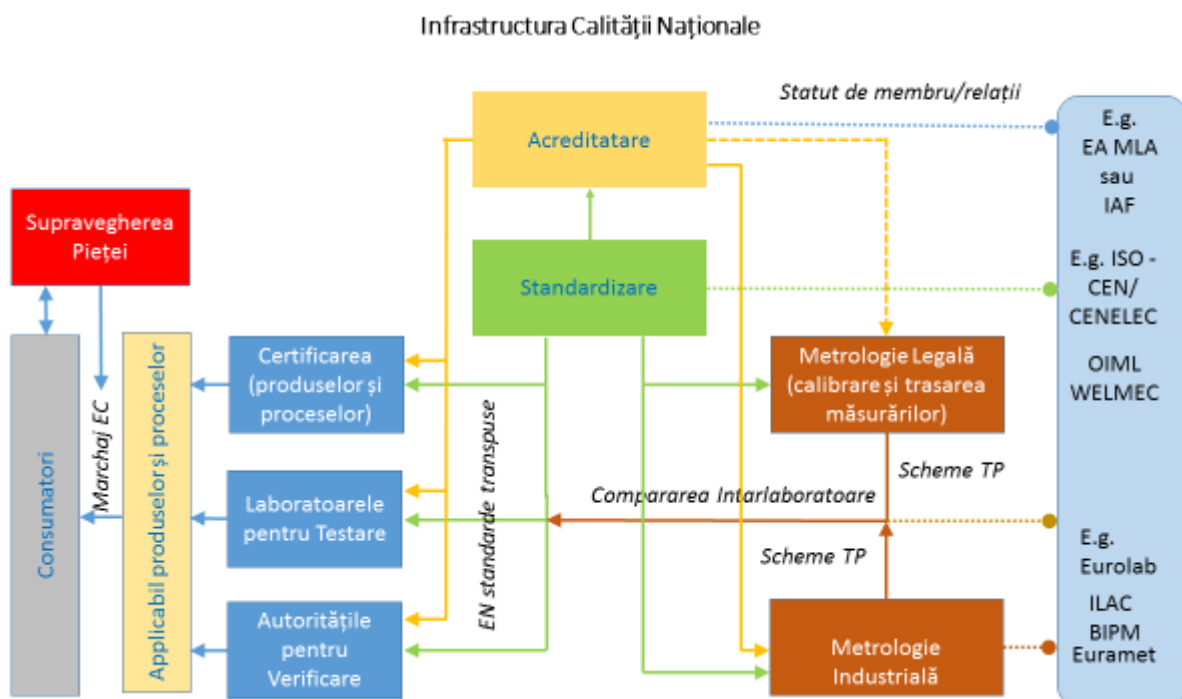 Infrastructura Calității Naționale
Statut de membru/relații
Acreditatare
E.g.
EA MLA
sau
IAF
Supravegherea
Pieței
Standardizare
E.g. ISO -
CEN/
CENELEC
Certificarea
(produselor și
proceselor)
Metrologie Legală
(calibrare și trasarea
măsurărilor)
OIML
WELMEC
Consumatori
Marchaj EC
Applicabil produselor și proceselor
EN standarde transpuse
Scheme TP
Compararea Intarlaboratoare
Laboratoarele
pentru Testare
Scheme TP
E.g.
Eurolab
ILAC
BIPM
Euramet
Autoritățile
pentru
Verificare
Metrologie
Industrială